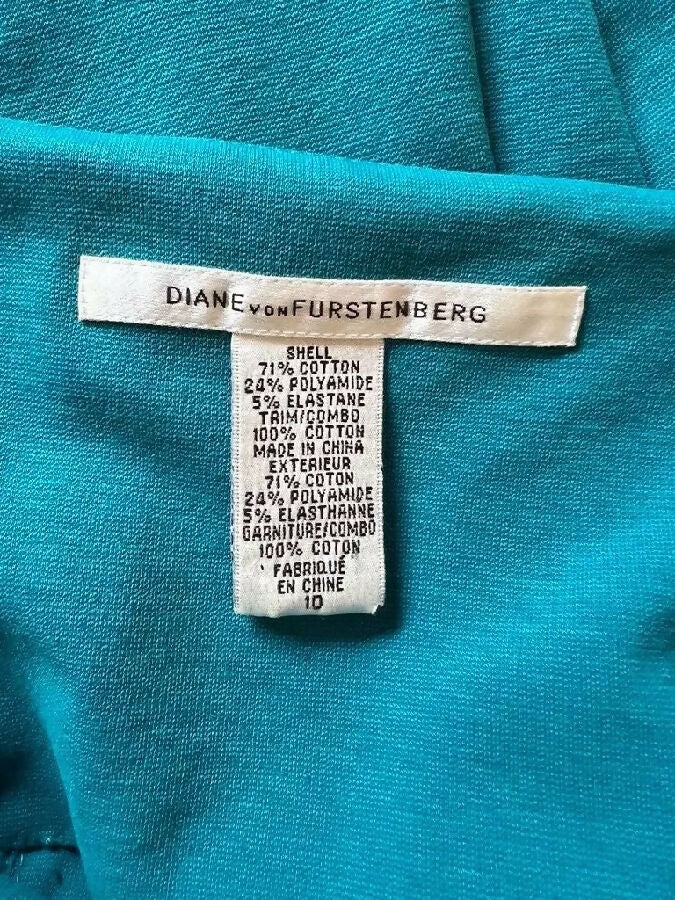 DIANE VON FURSTENBERG
SHELL
71% COTTON
24% POLYAMIDE
5% ELASTANE
TRIM/COMBO
100% COTTON
MADE IN CHINA
EXTERIEUR
71% COTON
24% POLYAMIDE
5% ELASTHANNE
GARNITURE/COMBO
100% COTON
FABRIQUÉ
EN CHINE
10